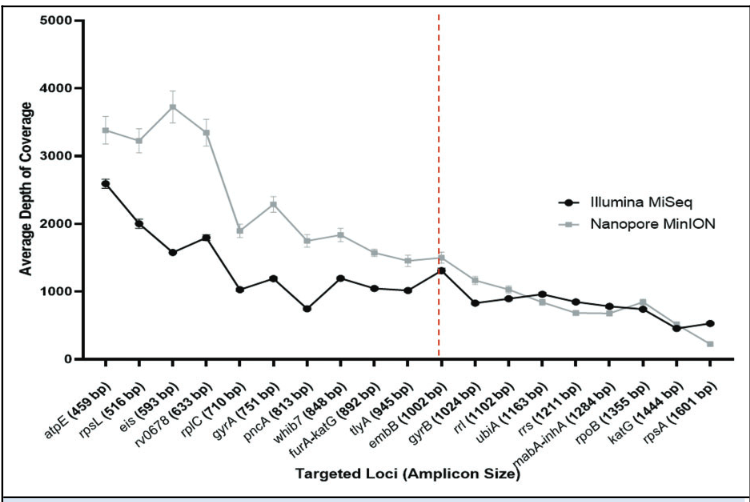 5000
4000
3000
2000
1000
0
Average Depth of Coverage
Illumina MiSeq
Nanopore MinION
atpE (459 bp)
rpsL (516 bp)
eis (593 bp)
rv0678 (633 bp)
rplC (710 bp)
gyrA (751 bp)
pncA (813 bp)
whib7 (848 bp)
furA-katG (892 bp)
tlyA (945 bp)
embB (1002 bp)
gyrB (1024 bp)
rrl (1102 bp)
ubiA (1163 bp)
rrs (1211 bp)
mabA-inhA (1284 bp)
rpoB (1355 bp)
katG (1444 bp)
rpsA (1601 bp)
Targeted Loci (Amplicon Size)